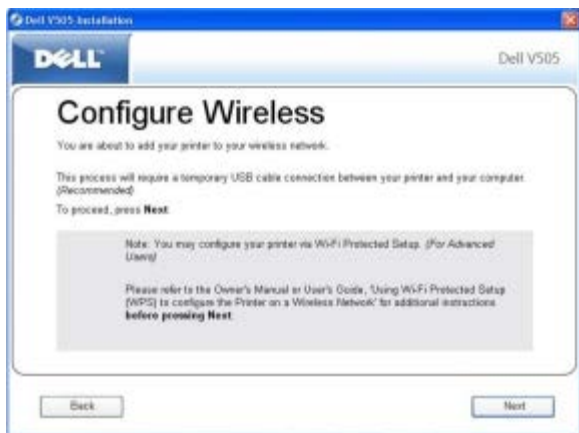 Dell V505 Installation
DELL™
Dell V505
Configure Wireless
You are about to add your printer to your wireless network.
This process will require a temporary USB cable connection between your printer and your computer.
(Recommended)
To proceed, press Next
Note: You may configure your printer via Wi-Fi Protected Setup. (For Advanced
Users)
Please refer to the Owner's Manual or User's Guide, 'Using Wi-Fi Protected Setup
(WPS) to configure the Printer on a Wireless Network' for additional instructions
before pressing Next.
Back
Next